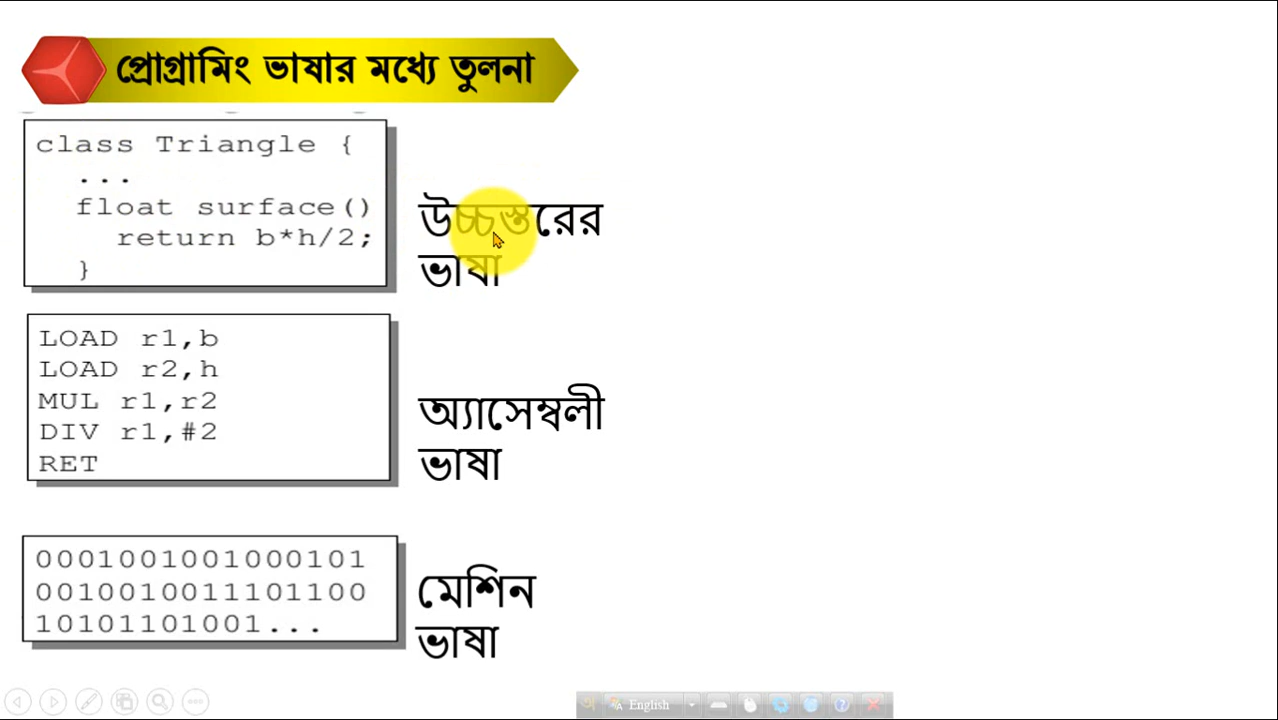 প্রোগ্রামিং ভাষার মধ্যে তুলনা
class Triangle {
...
float surface()
return b*h/2;
}
উচ্চস্তরের
ভাষা
LOAD r1,b
LOAD r2,h
MUL r1,r2
DIV r1,#2
RET
অ্যাসেম্বলী
ভাষা
0001001001000101
0010010011101100
10101101001...
মেশিন
ভাষা
অ English